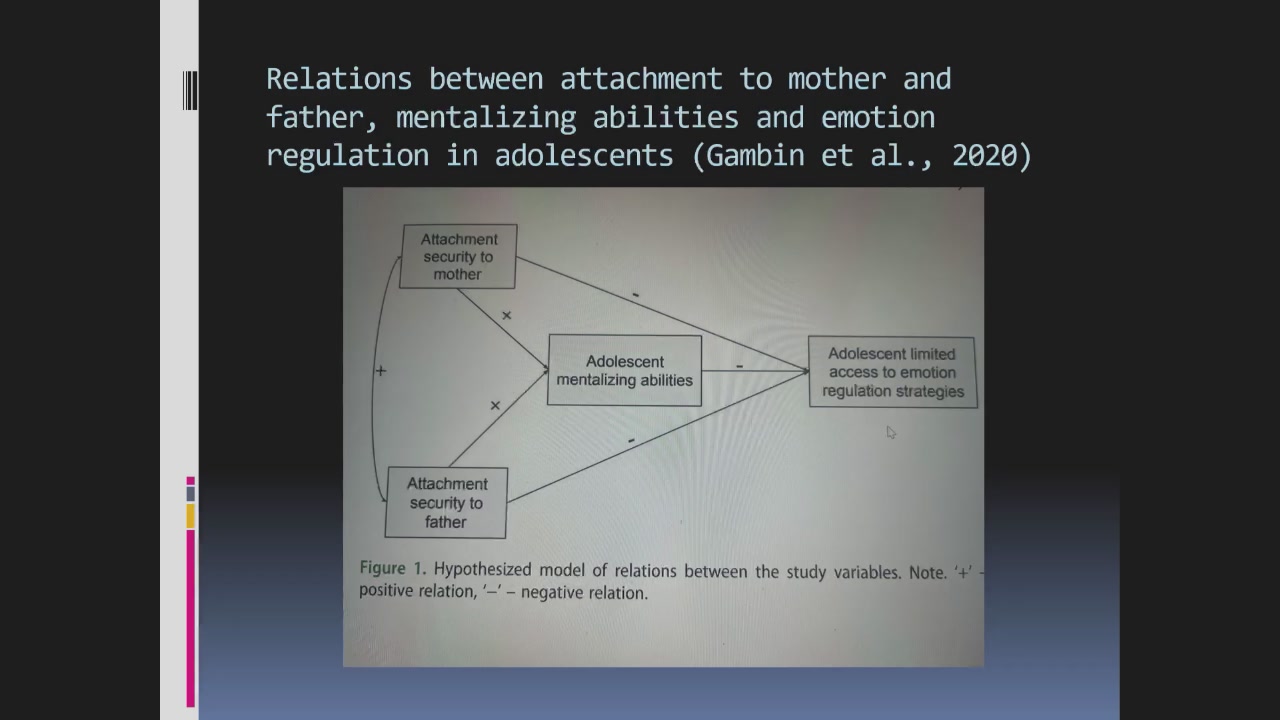 Relations between attachment to mother and
father, mentalizing abilities and emotion
regulation in adolescents (Gambin et al., 2020)
Attachment
security to
mother
-
×
Adolescent
mentalizing abilities
-
Adolescent limited
access to emotion
regulation strategies
+
×
-
Attachment
security to
father
Figure 1. Hypothesized model of relations between the study variables. Note. ‘+’ –
positive relation, ‘–’ – negative relation.